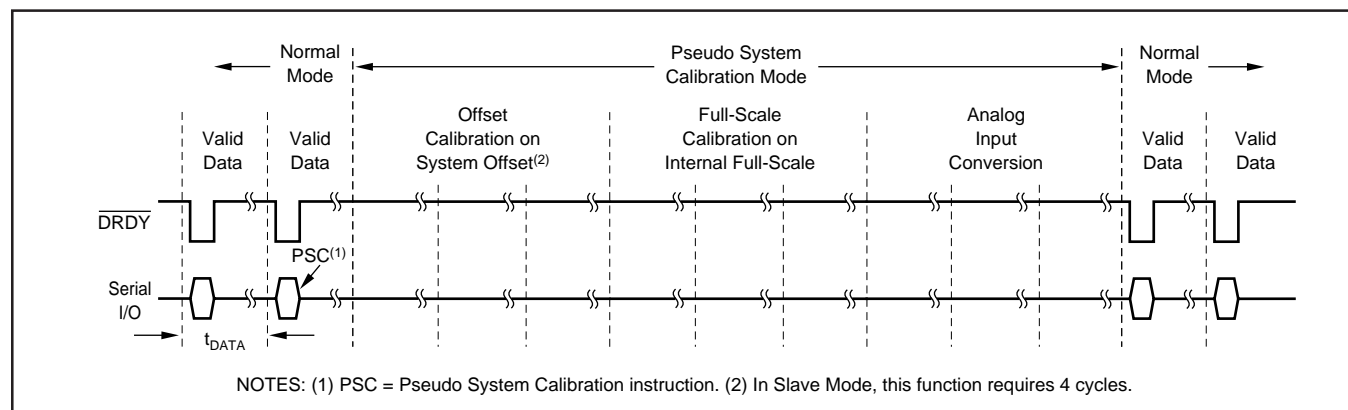 Normal
Mode
Pseudo System
Calibration Mode
Normal
Mode
Valid
Data
Valid
Data
Offset
Calibration on
System Offset(2)
Full-Scale
Calibration on
Internal Full-Scale
Analog
Input
Conversion
Valid
Data
Valid
Data
DRDY
PSC(1)
Serial
I/O
tDATA
NOTES: (1) PSC = Pseudo System Calibration instruction. (2) In Slave Mode, this function requires 4 cycles.